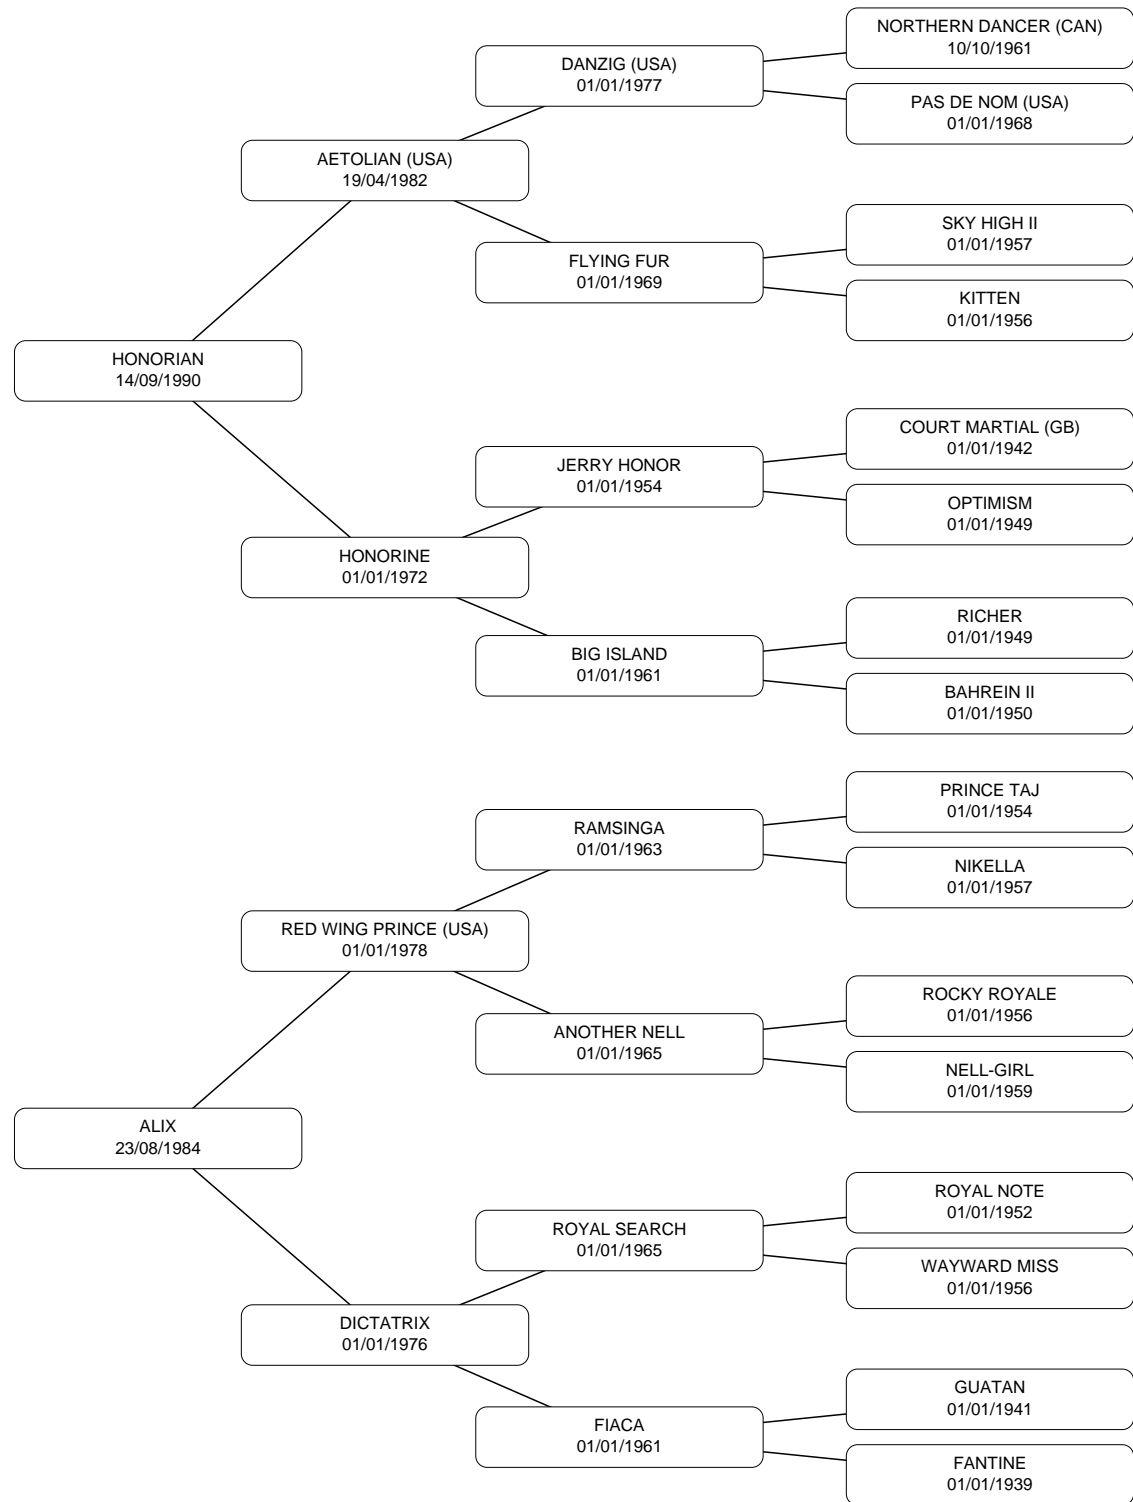 NORTHERN DANCER (CAN)
10/10/1961
DANZIG (USA)
01/01/1977
PAS DE NOM (USA)
01/01/1968
AETOLIAN (USA)
19/04/1982
SKY HIGH II
01/01/1957
FLYING FUR
01/01/1969
KITTEN
01/01/1956
HONORIAN
14/09/1990
COURT MARTIAL (GB)
01/01/1942
JERRY HONOR
01/01/1954
OPTIMISM
01/01/1949
HONORINE
01/01/1972
RICHER
01/01/1949
BIG ISLAND
01/01/1961
BAHREIN II
01/01/1950
PRINCE TAJ
01/01/1954
RAMSINGA
01/01/1963
NIKELLA
01/01/1957
RED WING PRINCE (USA)
01/01/1978
ROCKY ROYALE
01/01/1956
ANOTHER NELL
01/01/1965
NELL-GIRL
01/01/1959
ALIX
23/08/1984
ROYAL NOTE
01/01/1952
ROYAL SEARCH
01/01/1965
WAYWARD MISS
01/01/1956
DICTATRIX
01/01/1976
GUATAN
01/01/1941
FIACA
01/01/1961
FANTINE
01/01/1939